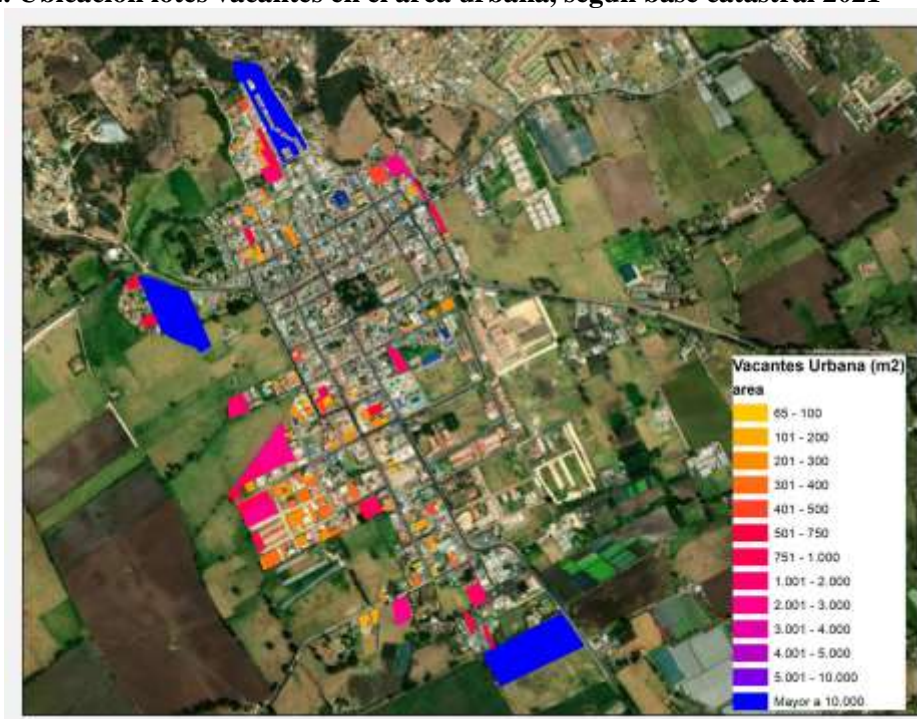 . Ubicación lotes vacantes en el área urbana, según base catastral 2021
Vacantes Urbana (m2)
area
65 - 100
101 - 200
201 - 300
301 - 400
401 - 500
501 - 750
751 - 1.000
1.001 - 2.000
2.001 - 3.000
3.001 - 4.000
4.001 - 5.000
5.001 - 10.000
Mayor a 10.000